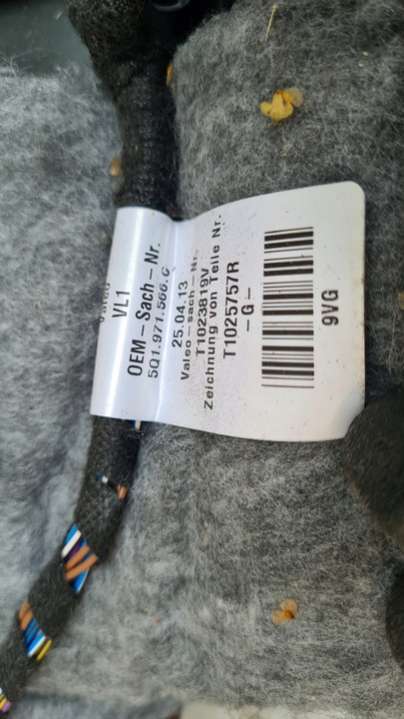 Valeo
VL1
OEM – Sach – Nr.
5Q1.971.566.C
25.04.13
Valeo – sach – Nr.
T1023819V
Zeichnung von Teile Nr.
T1025757R
– G –
9VG